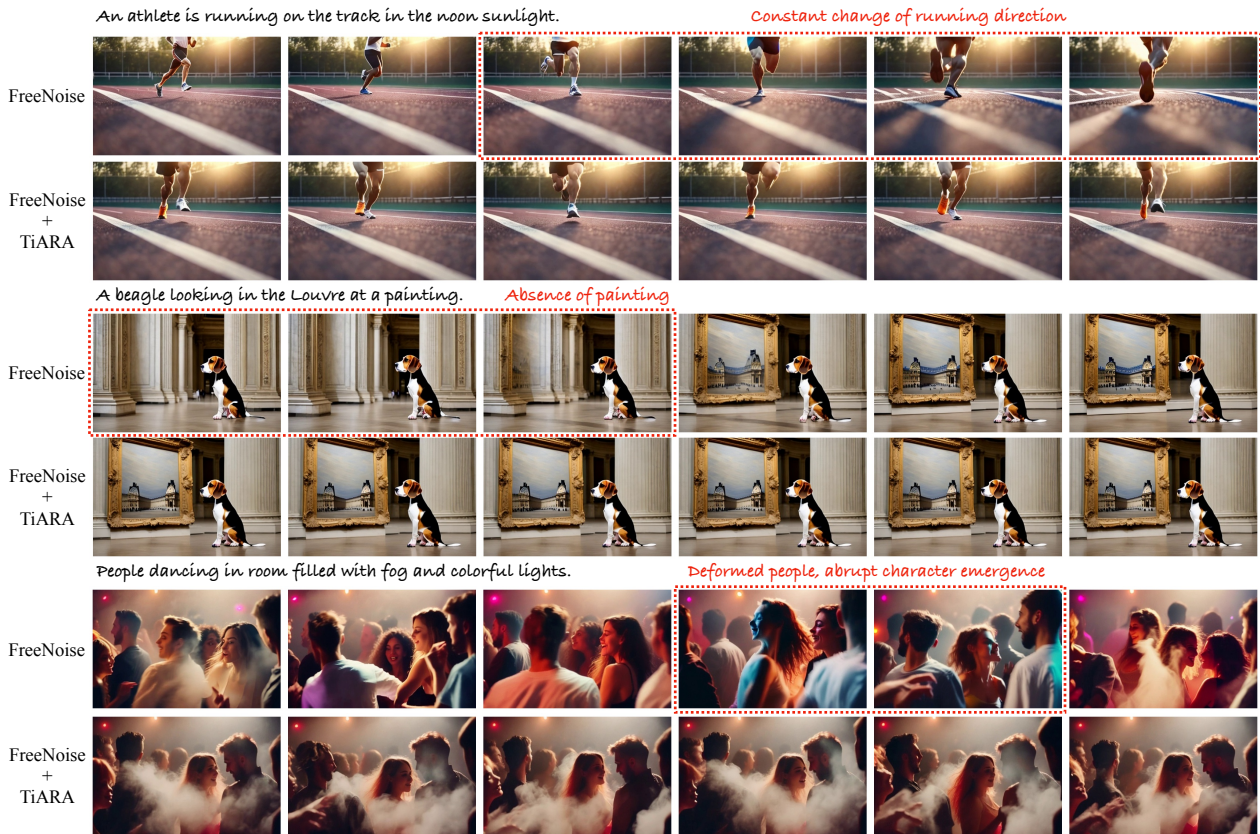 An athlete is running on the track in the noon sunlight.
Constant change of running direction
FreeNoise
FreeNoise
+
TiARA
A beagle looking in the Louvre at a painting.
Absence of painting
FreeNoise
FreeNoise
+
TiARA
People dancing in room filled with fog and colorful lights.
Deformed people, abrupt character emergence
FreeNoise
FreeNoise
+
TiARA